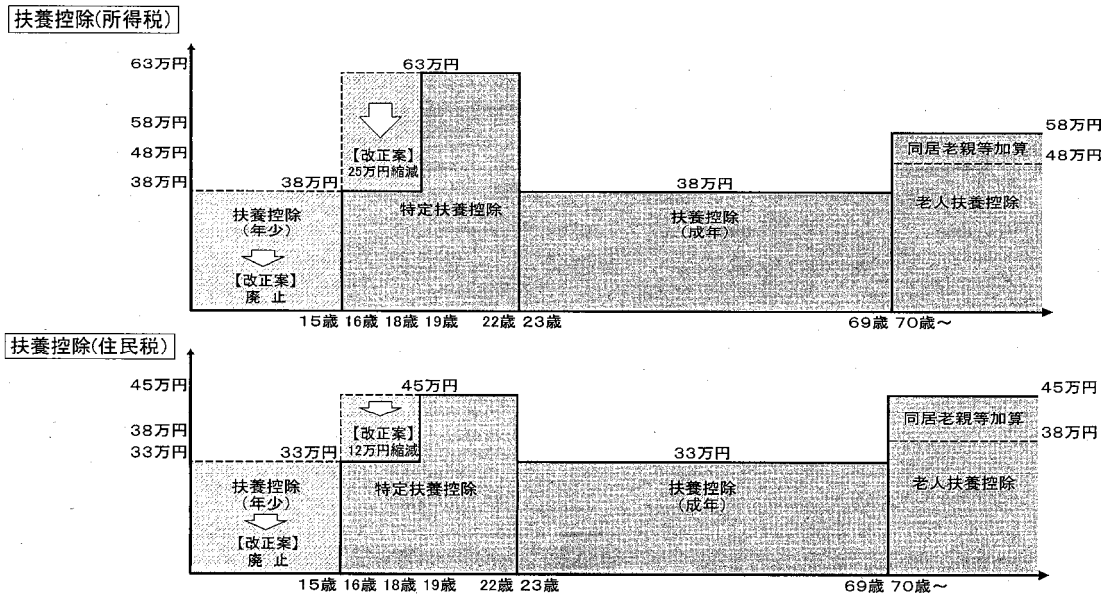 扶養控除(所得税)
63万円
58万円
48万円
38万円
63万円
【改正案】
25万円縮減
38万円
扶養控除
(年少)
【改正案】
廃 止
特定扶養控除
38万円
扶養控除
(成年)
58万円
同居老親等加算
48万円
老人扶養控除
15歳 16歳 18歳 19歳 22歳 23歳 69歳 70歳～
扶養控除(住民税)
45万円
38万円
33万円
45万円
【改正案】
12万円縮減
33万円
扶養控除
(年少)
【改正案】
廃 止
特定扶養控除
33万円
扶養控除
(成年)
45万円
同居老親等加算
38万円
老人扶養控除
15歳 16歳 18歳 19歳 22歳 23歳 69歳 70歳～